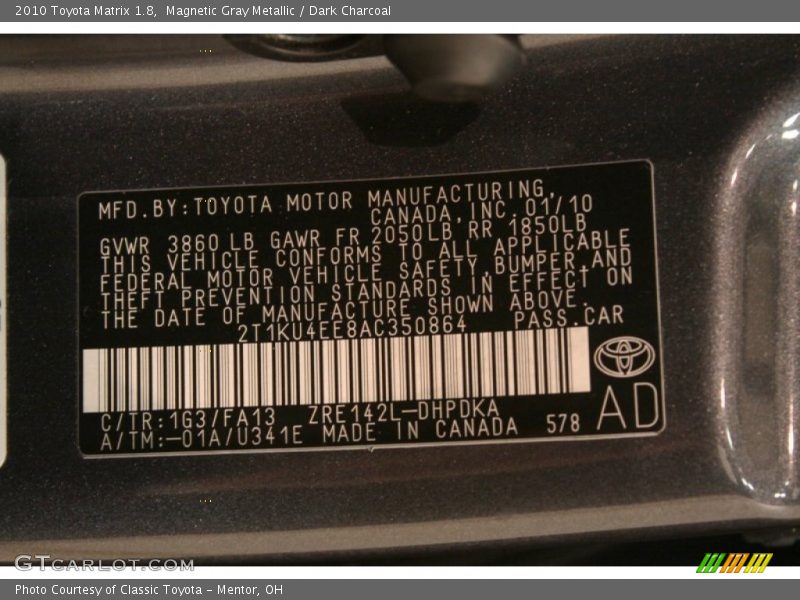 2010 Toyota Matrix 1.8,  Magnetic Gray Metallic / Dark Charcoal
MFD.BY:TOYOTA MOTOR MANUFACTURING,
CANADA,INC.01/10
GVWR 3860 LB GAWR FR 2050LB RR 1850LB
THIS VEHICLE CONFORMS TO ALL APPLICABLE
FEDERAL MOTOR VEHICLE SAFETY,BUMPER AND
THEFT PREVENTION STANDARDS IN EFFECT ON
THE DATE OF MANUFACTURE SHOWN ABOVE.
2T1KU4EE8AC350864 PASS.CAR
C/TR:1G3/FA13 ZRE142L-DHPDKA
A/TM:-01A/U341E MADE IN CANADA 578 AD
GTCARLOT.COM
Photo Courtesy of Classic Toyota - Mentor, OH